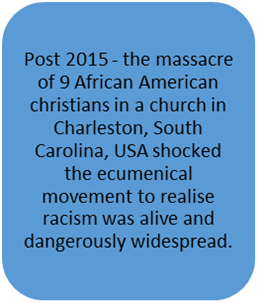 Post 2015 - the massacre
of 9 African American
christians in a church in
Charleston, South
Carolina, USA shocked
the ecumenical
movement to realise
racism was alive and
dangerously widespread.